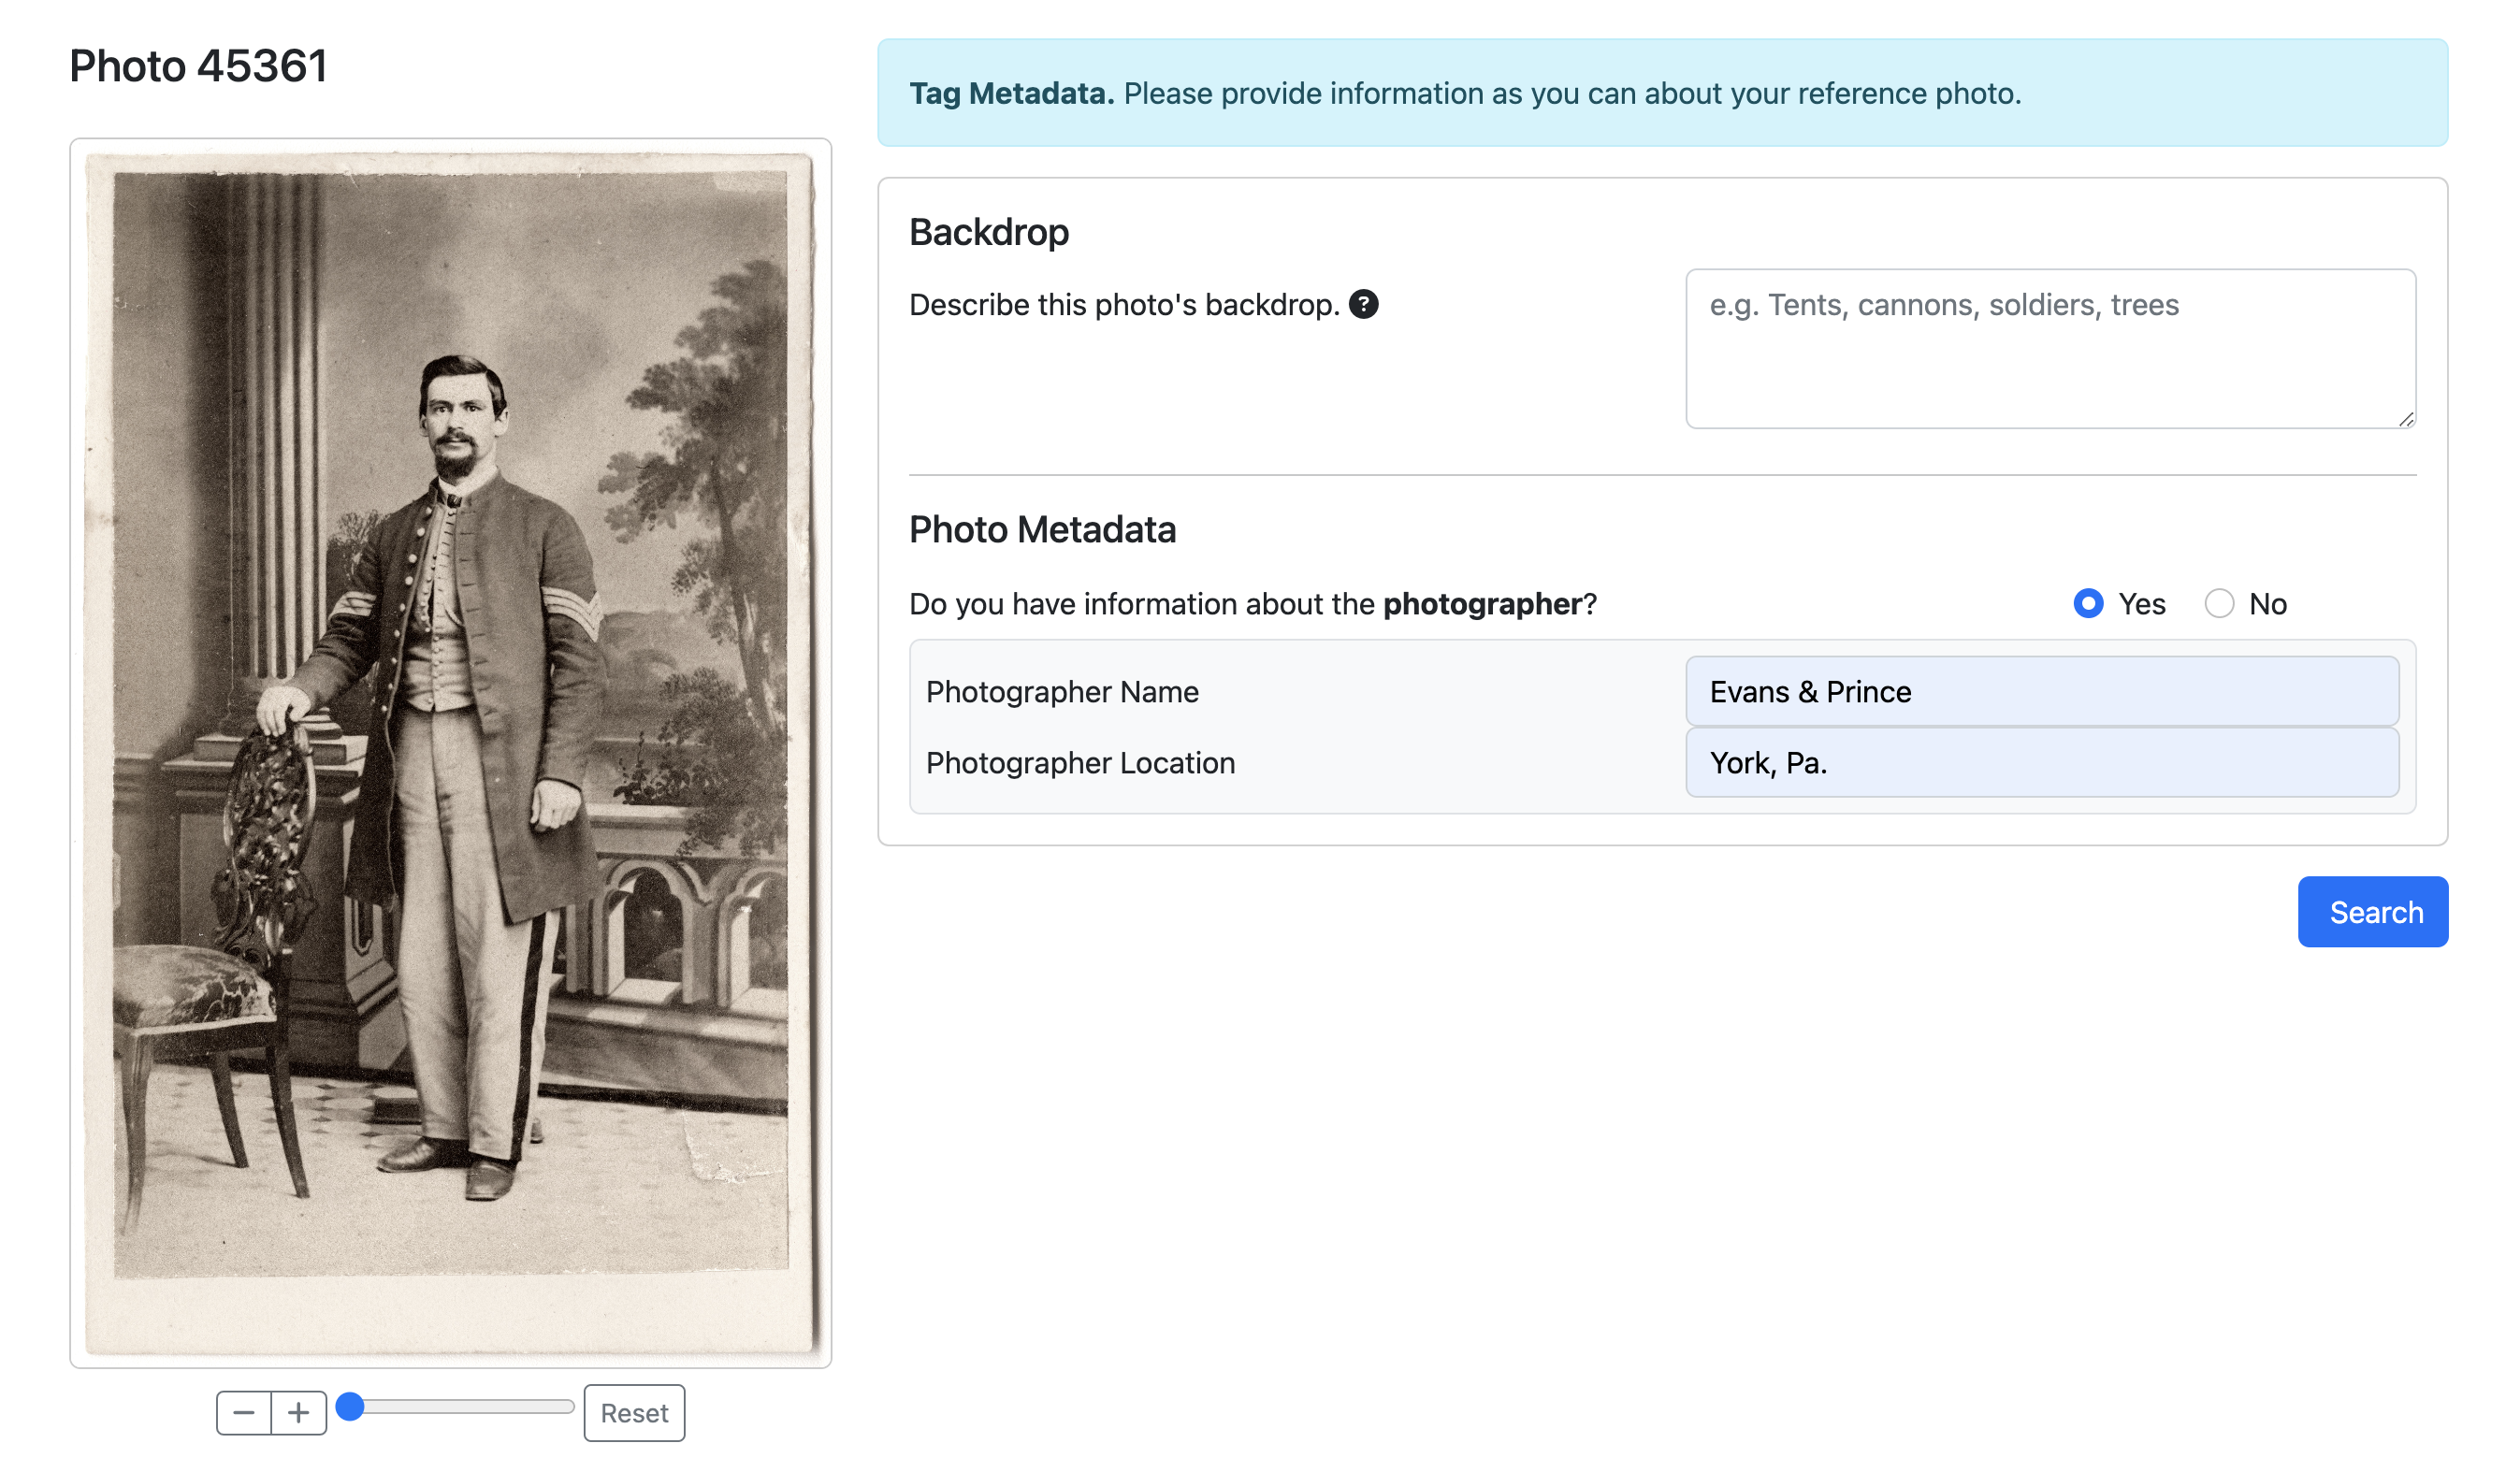 Photo 45361
Tag Metadata. Please provide information as you can about your reference photo.
Backdrop
Describe this photo's backdrop. ?
e.g. Tents, cannons, soldiers, trees
Photo Metadata
Do you have information about the photographer?
Yes
No
Photographer Name
Evans & Prince
Photographer Location
York, Pa.
Search
Reset